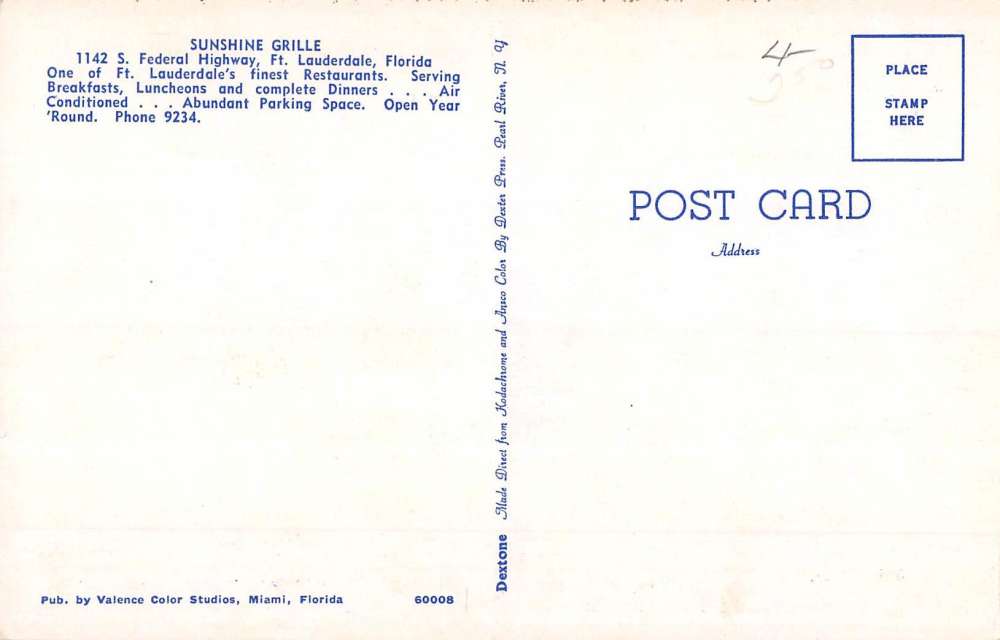 SUNSHINE GRILLE
1142 S. Federal Highway, Ft. Lauderdale, Florida
One of Ft. Lauderdale's finest Restaurants. Serving
Breakfasts, Luncheons and complete Dinners . . . Air
Conditioned . . . Abundant Parking Space. Open Year
'Round. Phone 9234.
Pub. by Valence Color Studios, Miami, Florida 60008
Dextone Made Direct from Kodachrome and Ansco Color By Dexter Press. Pearl River, N. Y
4-
PLACE
STAMP
HERE
POST CARD
Address